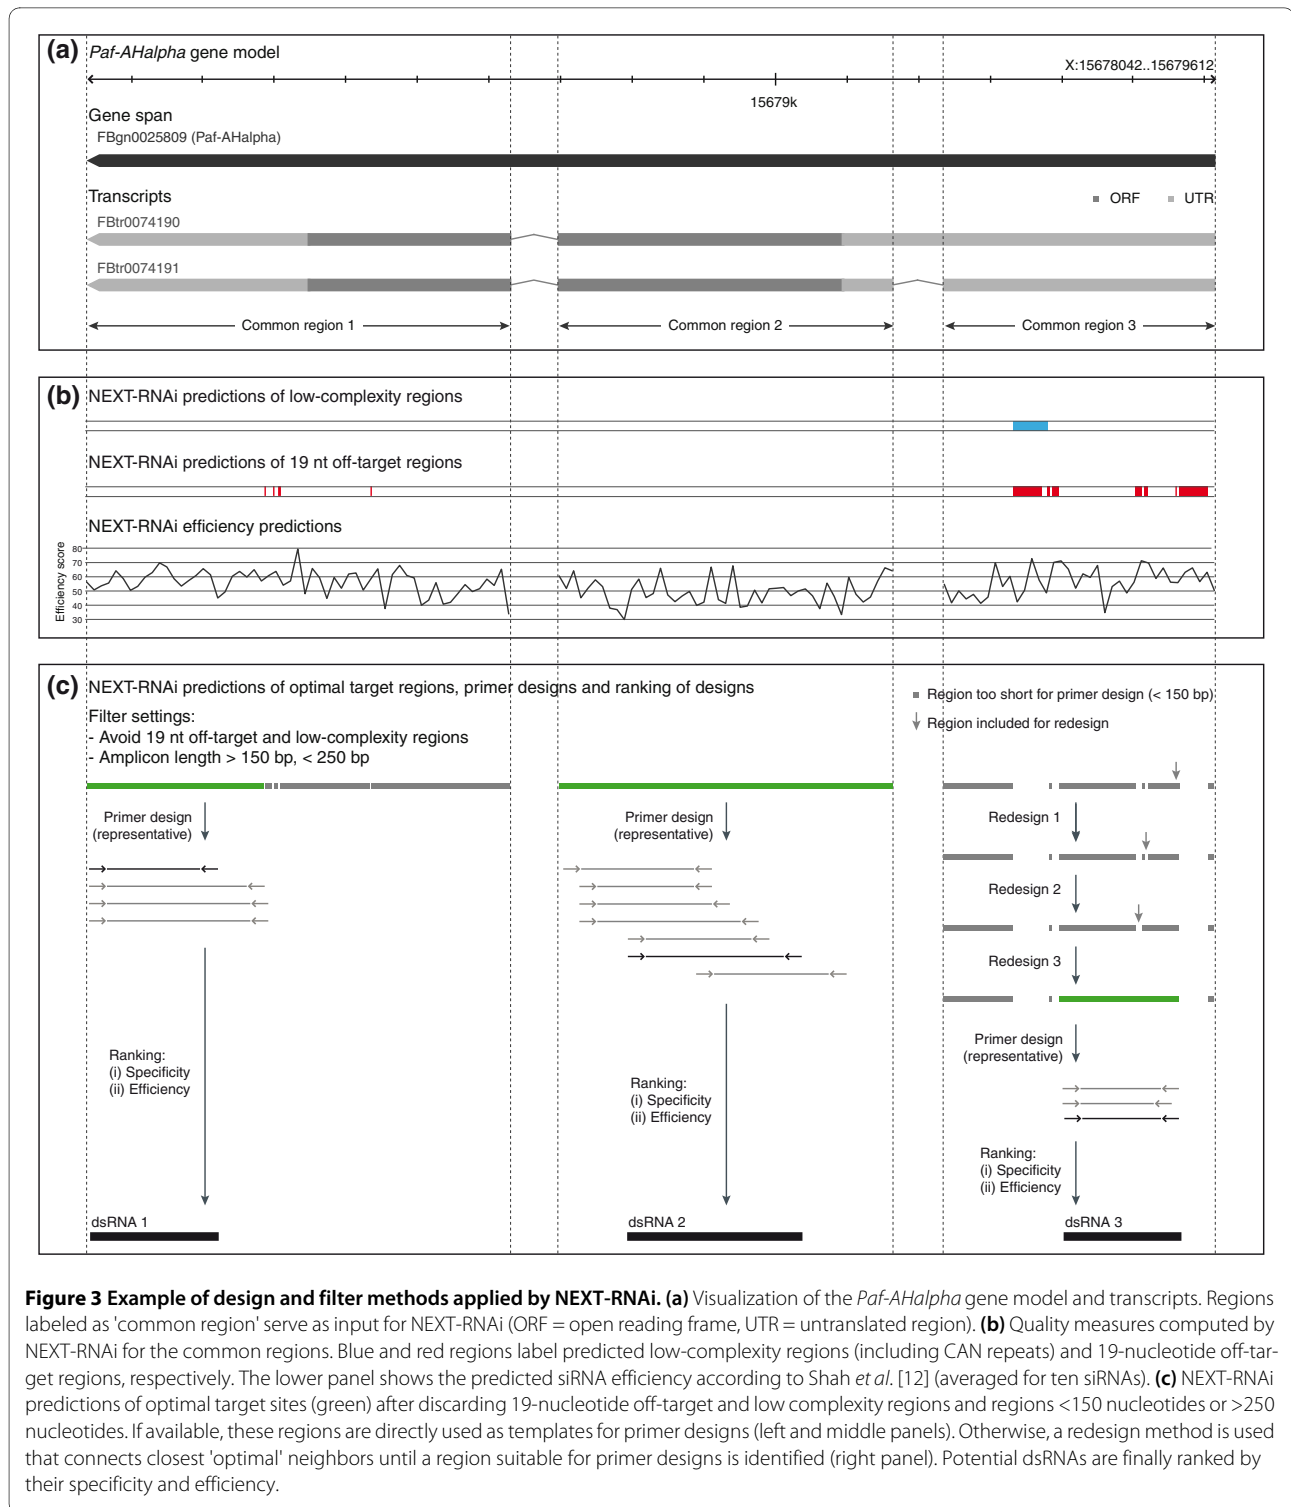 (a) Paf-AHalpha gene model
X:15678042..15679612
15679k
Gene span
FBgn0025809 (Paf-AHalpha)
Transcripts
ORF
UTR
FBtr0074190
FBtr0074191
Common region 1
Common region 2
Common region 3
(b) NEXT-RNAi predictions of low-complexity regions
NEXT-RNAi predictions of 19 nt off-target regions
NEXT-RNAi efficiency predictions
Efficiency score
80
70
60
50
40
30
(c) NEXT-RNAi predictions of optimal target regions, primer designs and ranking of designs
Region too short for primer design (< 150 bp)
Region included for redesign
Filter settings:
- Avoid 19 nt off-target and low-complexity regions
- Amplicon length > 150 bp, < 250 bp
Primer design
(representative)
Ranking:
(i) Specificity
(ii) Efficiency
dsRNA 1
Primer design
(representative)
Ranking:
(i) Specificity
(ii) Efficiency
dsRNA 2
Redesign 1
Redesign 2
Redesign 3
Primer design
(representative)
Ranking:
(i) Specificity
(ii) Efficiency
dsRNA 3
Figure 3 Example of design and filter methods applied by NEXT-RNAi. (a) Visualization of the Paf-AHalpha gene model and transcripts. Regions
labeled as 'common region' serve as input for NEXT-RNAi (ORF = open reading frame, UTR = untranslated region). (b) Quality measures computed by
NEXT-RNAi for the common regions. Blue and red regions label predicted low-complexity regions (including CAN repeats) and 19-nucleotide off-tar-
get regions, respectively. The lower panel shows the predicted siRNA efficiency according to Shah et al. [12] (averaged for ten siRNAs). (c) NEXT-RNAi
predictions of optimal target sites (green) after discarding 19-nucleotide off-target and low complexity regions and regions <150 nucleotides or >250
nucleotides. If available, these regions are directly used as templates for primer designs (left and middle panels). Otherwise, a redesign method is used
that connects closest 'optimal' neighbors until a region suitable for primer designs is identified (right panel). Potential dsRNAs are finally ranked by
their specificity and efficiency.